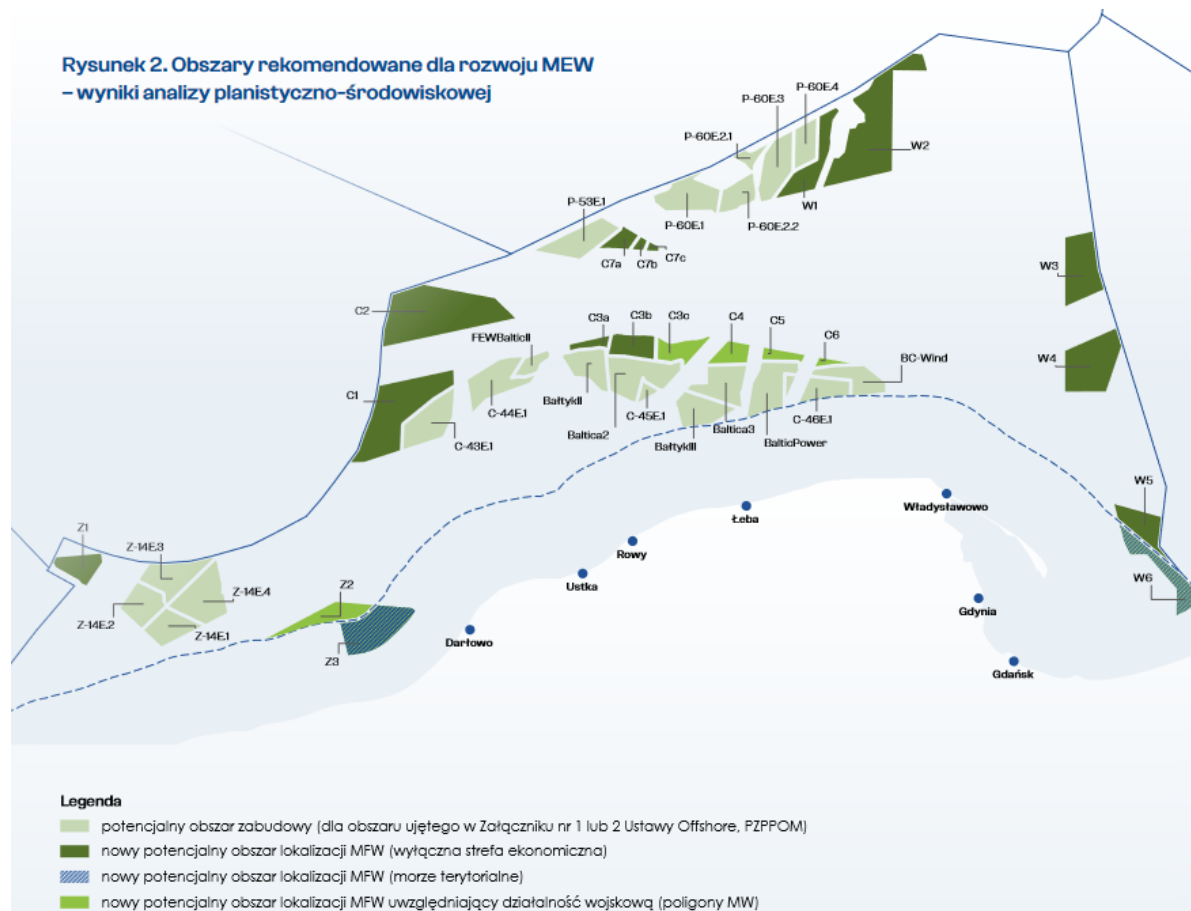 Rysunek 2. Obszary rekomendowane dla rozwoju MEW
– wyniki analizy planistyczno-środowiskowej
P-60E.4
P-60E.3
P-60E.2.1
W2
W1
P-53E.1
P-60E.1
P-60E.2.2
C7a
C7b
C7c
W3
C2
C3a
C3b
C3c
C4
C5
C6
FEWBalticII
W4
BC-Wind
C1
BałtykII
C-44E.1
C-45E.1
C-46E.1
Baltica2
Baltica3
C-43E.1
BałtykIII
BalticPower
W5
Władysławowo
Łeba
Z1
Z-14E.3
Rowy
Ustka
W6
Z2
Z-14E.4
Gdynia
Z-14E.2
Z-14E.1
Darłowo
Z3
Gdańsk
Legenda
potencjalny obszar zabudowy (dla obszaru ujętego w Załączniku nr 1 lub 2 Ustawy Offshore, PZPPOM)
nowy potencjalny obszar lokalizacji MFW (wyłączna strefa ekonomiczna)
nowy potencjalny obszar lokalizacji MFW (morze terytorialne)
nowy potencjalny obszar lokalizacji MFW uwzględniający działalność wojskową (poligony MW)